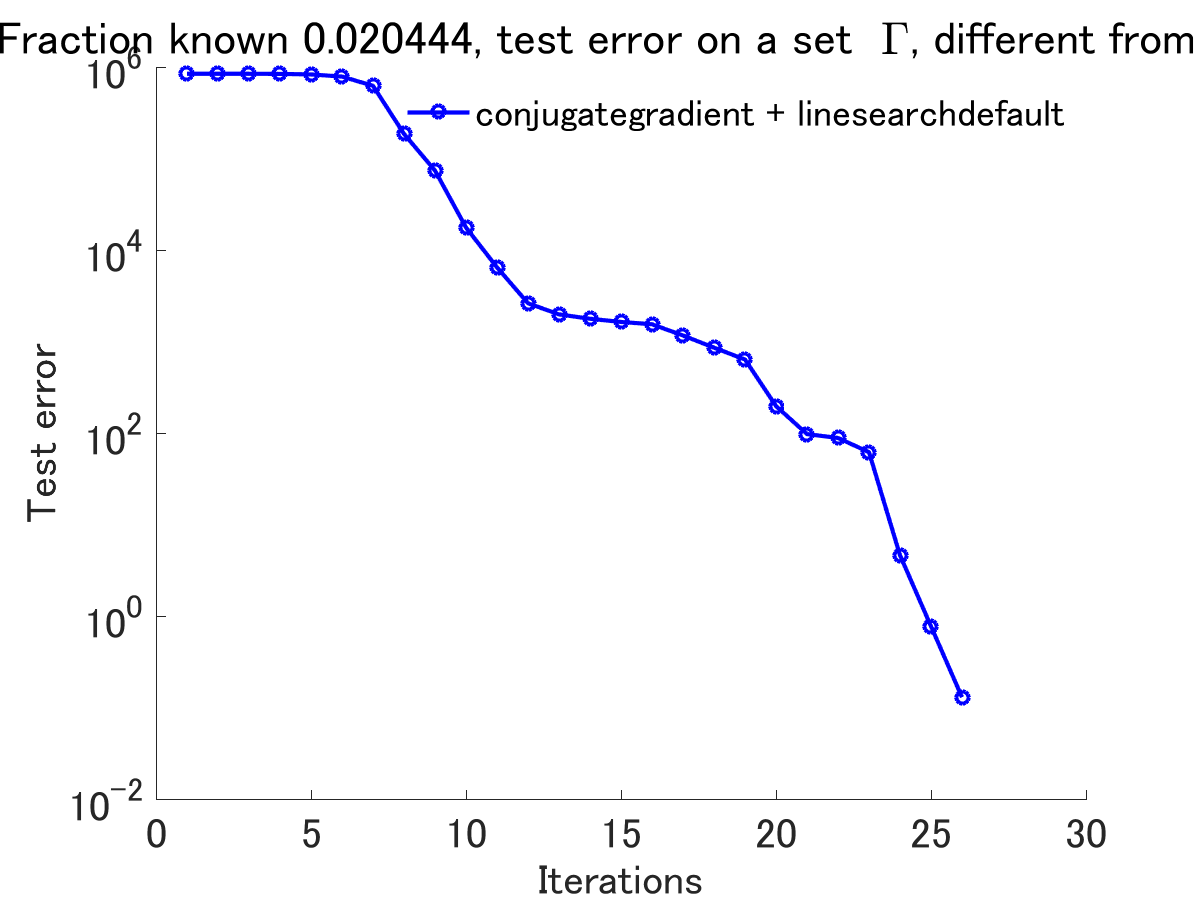 Fraction known 0.020444, test error on a set Γ, different from
10^6
conjugategradient + linesearchdefault
10^4
10^2
10^0
10^-2
Test error
0 5 10 15 20 25 30
Iterations